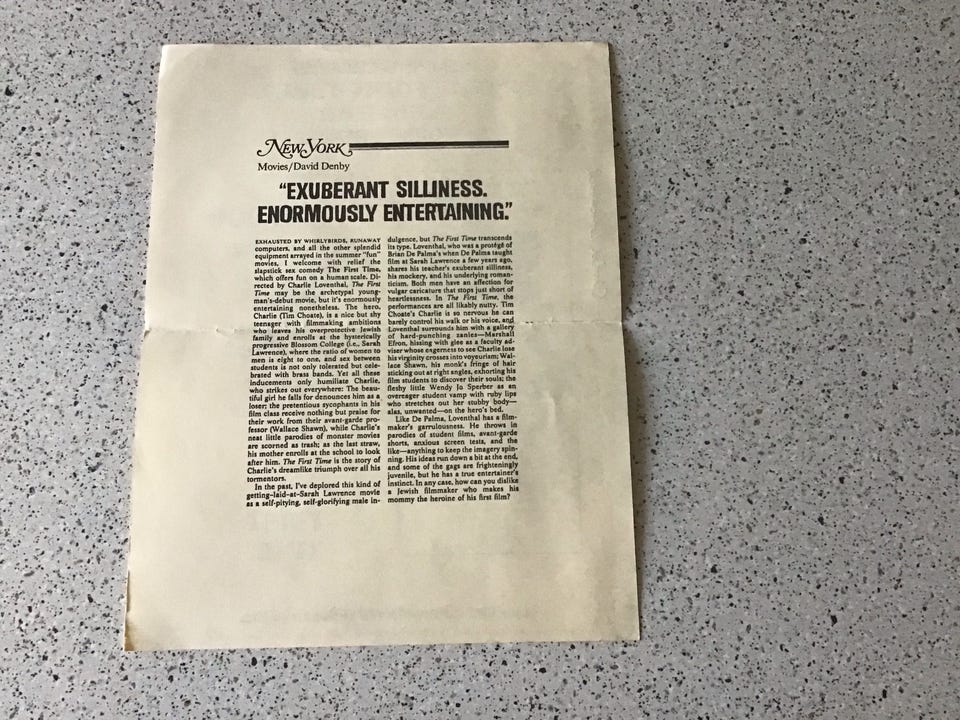 New York
Movies/David Denby
"EXUBERANT SILLINESS.
ENORMOUSLY ENTERTAINING."
EXHAUSTED BY WHIRLYBIRDS, RUNAWAY
computers, and all the other splendid
equipment arrayed in the summer "fun"
movies, I welcome with relief the
slapstick sex comedy The First Time,
which offers fun on a human scale. Di-
rected by Charlie Loventhal, The First
Time may be the archetypal young-
man's-debut movie, but it's enormously
entertaining nonetheless. The hero,
Charlie (Tim Choate), is a nice but shy
teenager with filmmaking ambitions
who leaves his overprotective Jewish
family and enrolls at the hysterically
progressive Blossom College (i.e., Sarah
Lawrence), where the ratio of women to
men is eight to one, and sex between
students is not only tolerated but cele-
brated with brass bands. Yet all these
inducements only humiliate Charlie,
who strikes out everywhere: The beau-
tiful girl he falls for denounces him as a
loser; the pretentious sycophants in his
film class receive nothing but praise for
their work from their avant-garde pro-
fessor (Wallace Shawn), while Charlie's
neat little parodies of monster movies
are scorned as trash; as the last straw,
his mother enrolls at the school to look
after him. The First Time is the story of
Charlie's dreamlike triumph over all his
tormentors.
In the past, I've deplored this kind of
getting-laid-at-Sarah Lawrence movie
as a self-pitying, self-glorifying male in-
dulgence, but The First Time transcends
its type. Loventhal, who was a protégé of
Brian De Palma's when De Palma taught
film at Sarah Lawrence a few years ago,
shares his teacher's exuberant silliness,
his mockery, and his underlying roman-
ticism. Both men have an affection for
vulgar caricature that stops just short of
heartlessness. In The First Time, the
performances are all likably nutty. Tim
Choate's Charlie is so nervous he can
barely control his walk or his voice, and
Loventhal surrounds him with a gallery
of hard-punching zanies—Marshall
Efron, hissing with glee as a faculty ad-
viser whose eagerness to see Charlie lose
his virginity crosses into voyeurism; Wal-
lace Shawn, his monk's fringe of hair
sticking out at right angles, exhorting his
film students to discover their souls; the
fleshy little Wendy Jo Sperber as an
overeager student vamp with ruby lips
who stretches out her stubby body—
alas, unwanted—on the hero's bed.
Like De Palma, Loventhal has a film-
maker's garrulousness. He throws in
parodies of student films, avant-garde
shorts, anxious screen tests, and the
like—anything to keep the imagery spin-
ning. His ideas run down a bit at the end,
and some of the gags are frighteningly
juvenile, but he has a true entertainer's
instinct. In any case, how can you dislike
a Jewish filmmaker who makes his
mommy the heroine of his first film?